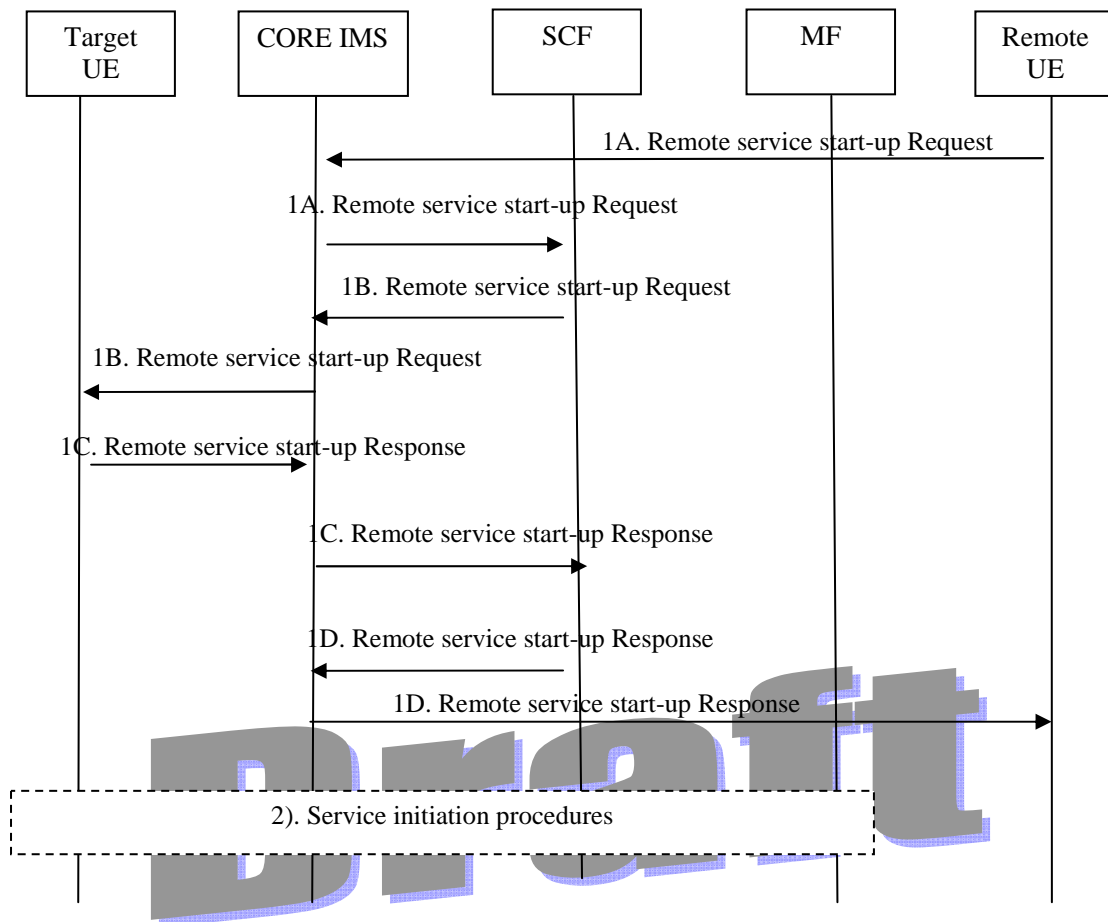 Target
UE
CORE IMS
SCF
MF
Remote
UE
1A. Remote service start-up Request
1A. Remote service start-up Request
1B. Remote service start-up Request
1B. Remote service start-up Request
1C. Remote service start-up Response
1C. Remote service start-up Response
1D. Remote service start-up Response
1D. Remote service start-up Response
Draft
2). Service initiation procedures